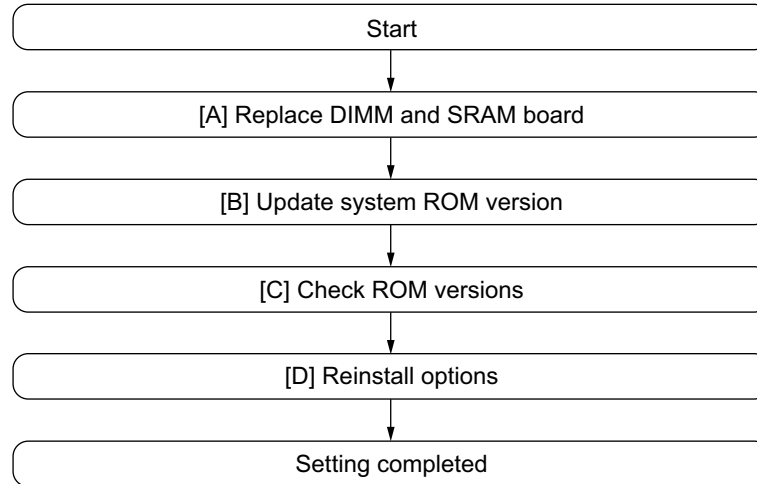 Start
[A] Replace DIMM and SRAM board
[B] Update system ROM version
[C] Check ROM versions
[D] Reinstall options
Setting completed